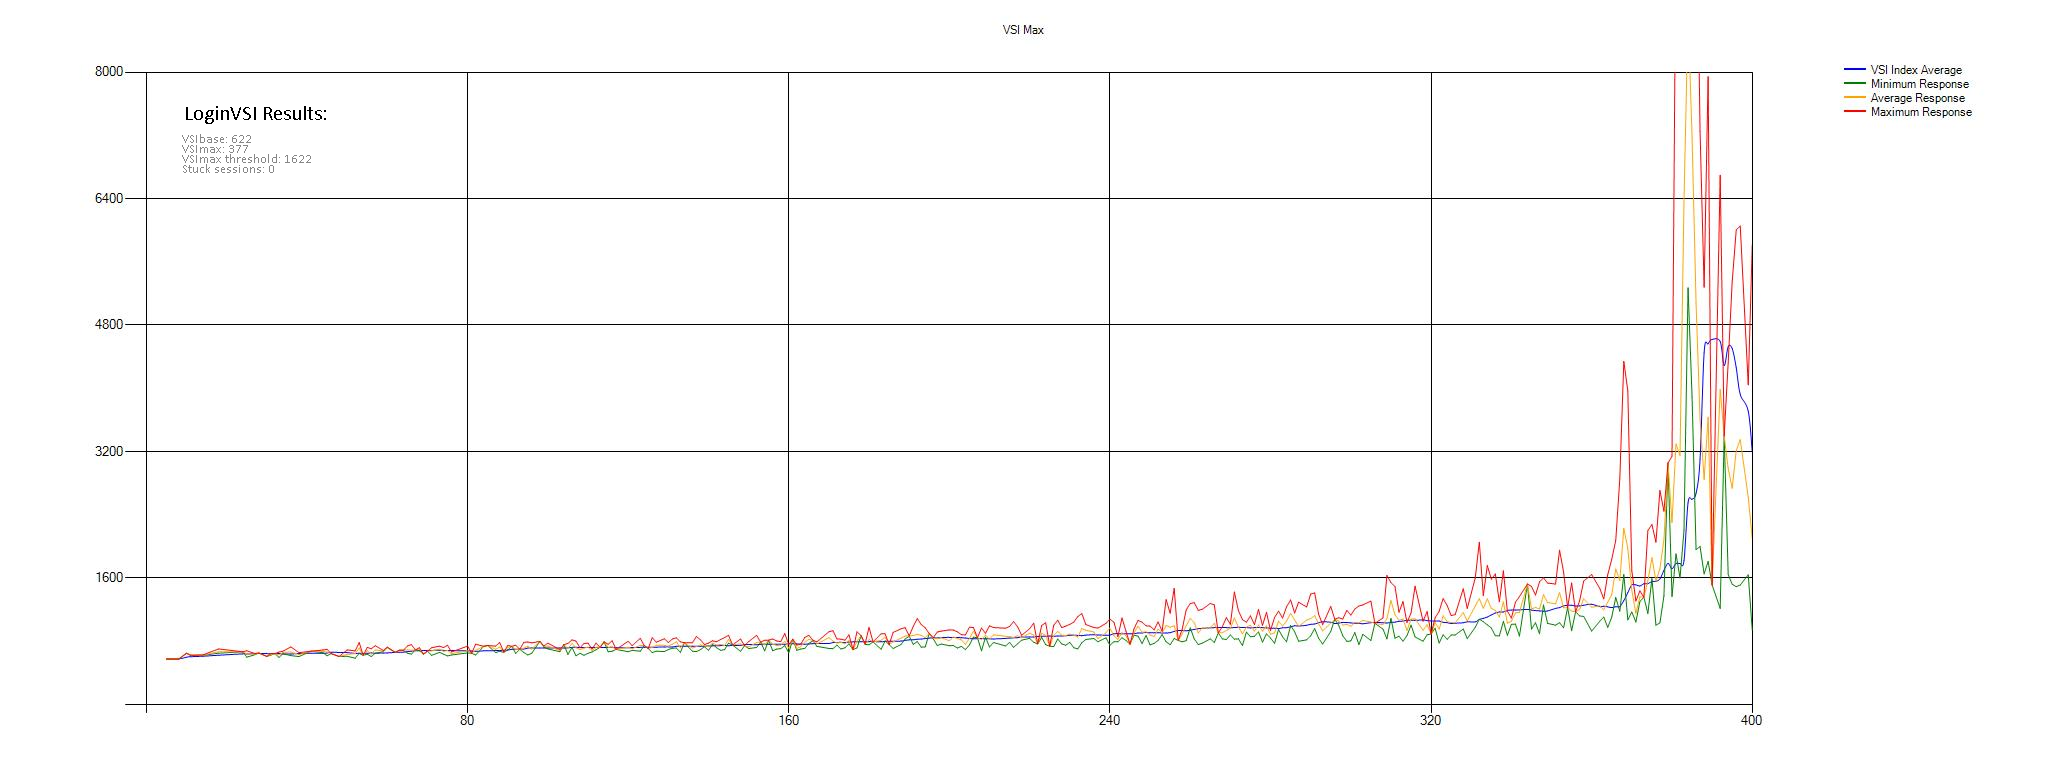 VSI Max
8000
6400
4800
3200
1600
80
160
240
320
400
LoginVSI Results:
VSIbase: 622
VSImax: 377
VSImax threshold: 1622
Stuck sessions: 0
VSI Index Average
Minimum Response
Average Response
Maximum Response